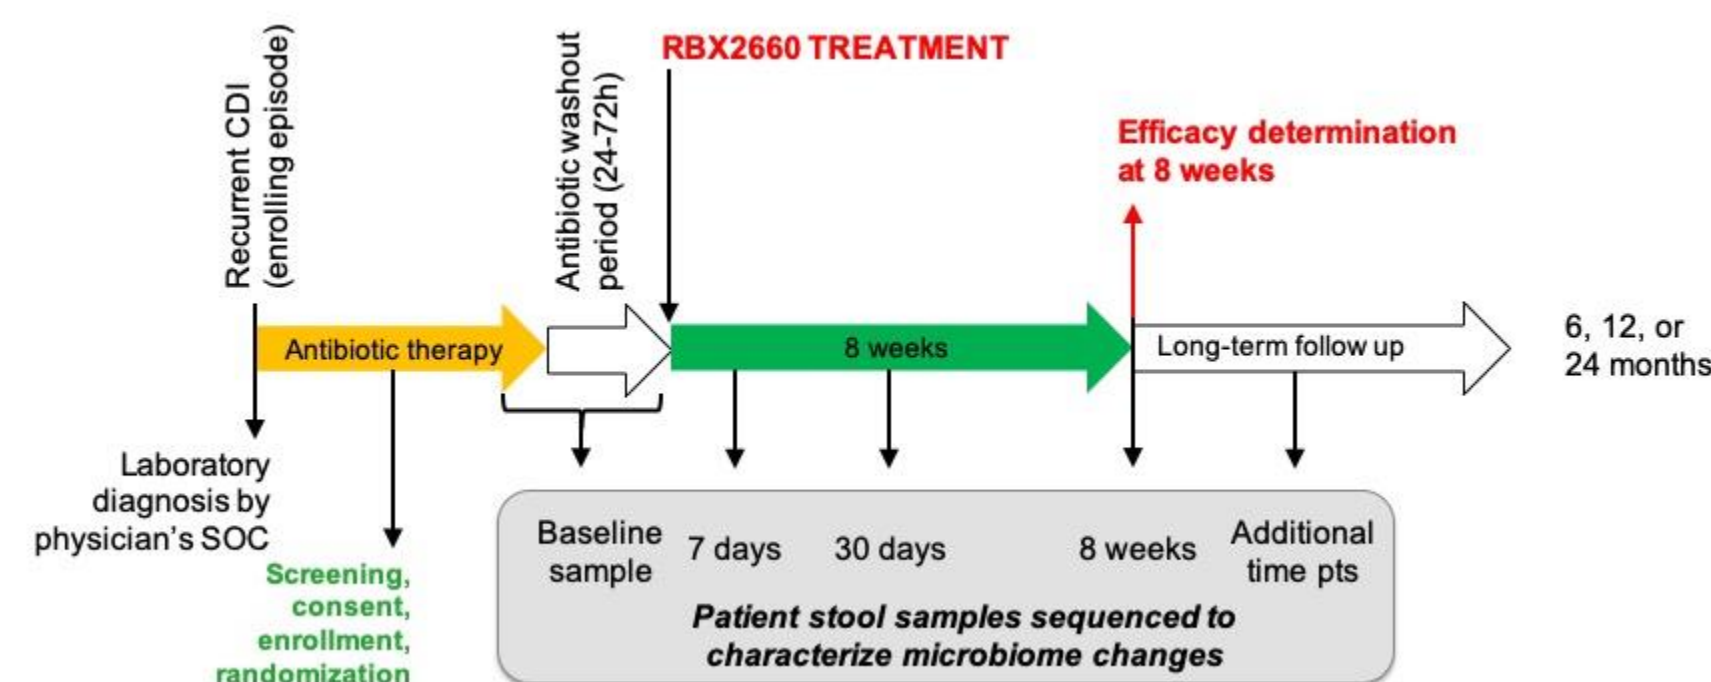 Recurrent CDI
(enrolling episode)
Antibiotic washout
period (24-72h)
RBX2660 TREATMENT
Efficacy determination
at 8 weeks
Antibiotic therapy
8 weeks
Long-term follow up
6, 12, or
24 months
Laboratory
diagnosis by
physician's SOC
Screening,
consent,
enrollment,
randomization
Baseline
sample
7 days
30 days
8 weeks
Additional
time pts
Patient stool samples sequenced to
characterize microbiome changes